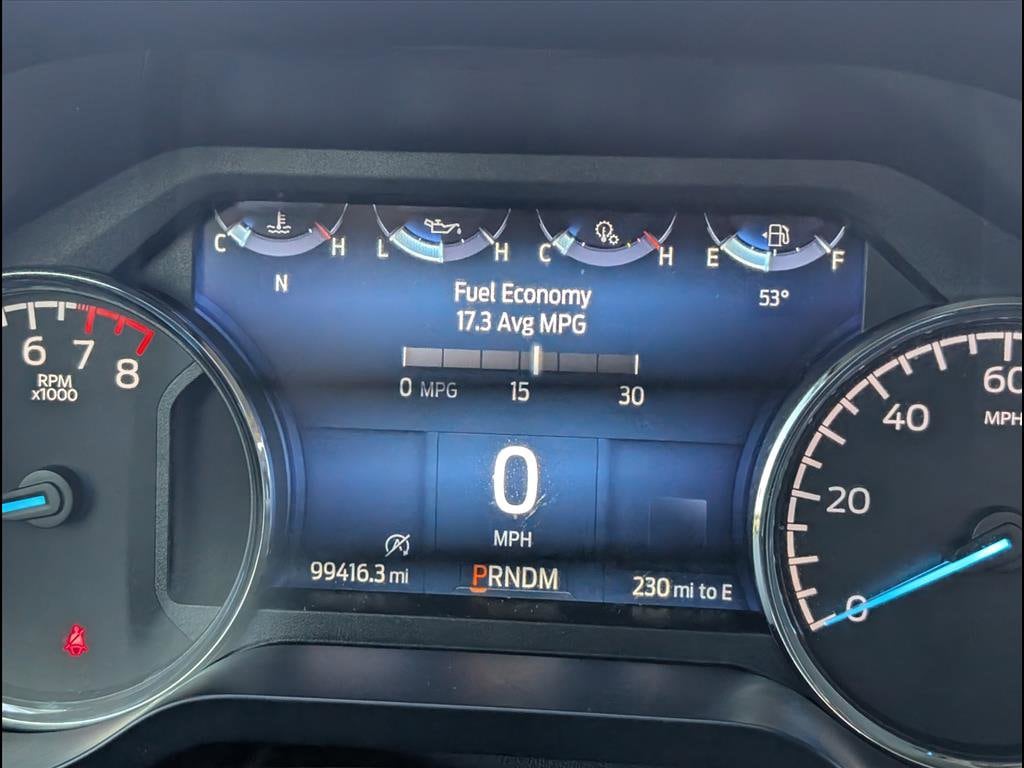 C H
L H
C H
E F
N
53°
Fuel Economy
17.3 Avg MPG
0 MPG 15 30
6 7 8
RPM
x1000
0
MPH
99416.3 mi
PRNDM
230 mi to E
0 20 40 60
MPH